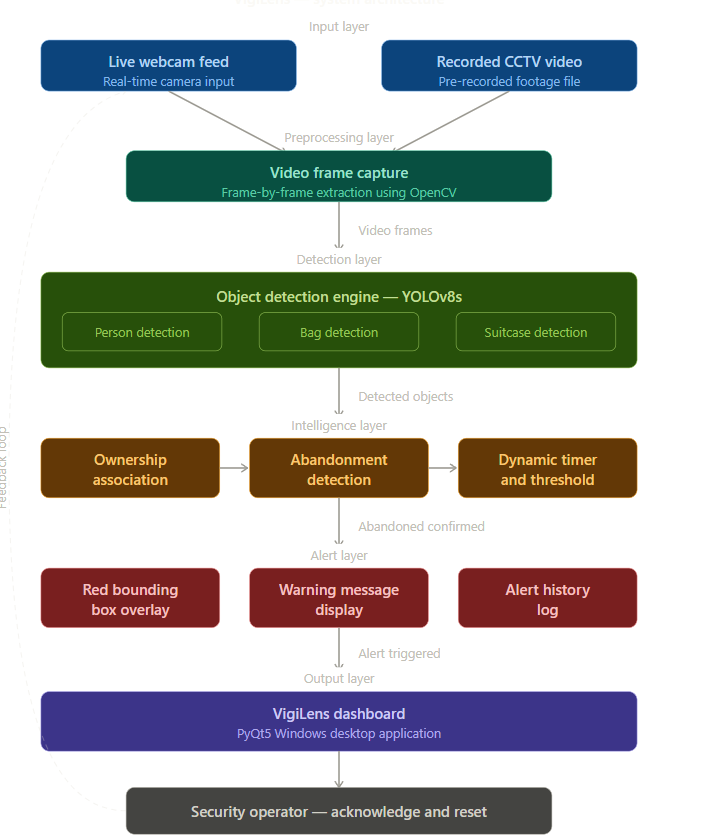 VigiLens — system architecture
Input layer
Live webcam feed
Real-time camera input
Recorded CCTV video
Pre-recorded footage file
Preprocessing layer
Video frame capture
Frame-by-frame extraction using OpenCV
Video frames
Detection layer
Object detection engine — YOLOv8s
Person detection
Bag detection
Suitcase detection
Detected objects
Intelligence layer
Ownership
association
Abandonment
detection
Dynamic timer
and threshold
Abandoned confirmed
Alert layer
Red bounding
box overlay
Warning message
display
Alert history
log
Alert triggered
Output layer
VigiLens dashboard
PyQt5 Windows desktop application
Security operator — acknowledge and reset
Feedback loop